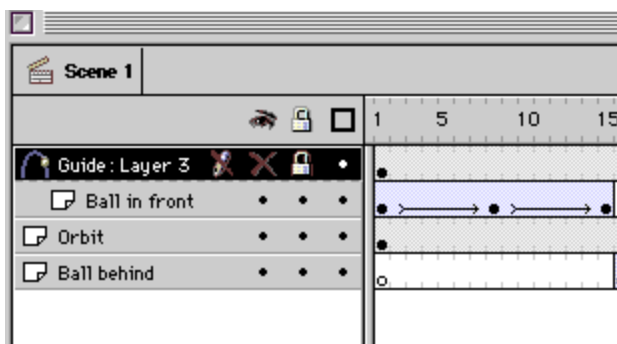 Scene 1
1 5 10 15
Guide: Layer 3
Ball in front
Orbit
Ball behind